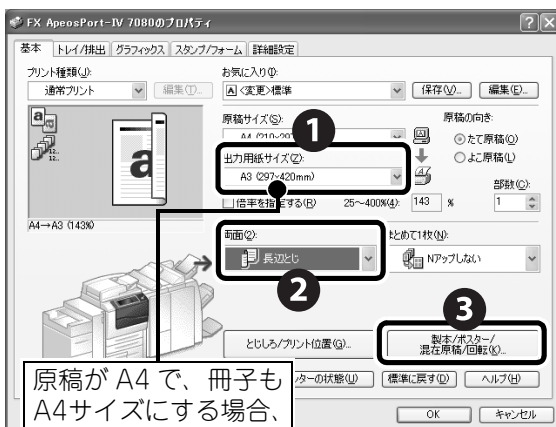 FX ApeosPort-IV 7080のプロパティ
基本 トレイ/排出 グラフィックス スタンプ/フォーム 詳細設定
プリント種類(J):
通常プリント 編集(T)...
お気に入り(I):
<変更>標準 保存(V)... 編集(E)...
原稿サイズ(S):
原稿の向き:
たて原稿(O)
よこ原稿(L)
1
出力用紙サイズ(Z):
A3 (297×420mm)
倍率を指定する(R) 25～400%(4): 143 %
部数(C):
1
A4→A3 (143%)
両面(2):
長辺とじ
2
まとめて1枚(N):
Nアップしない
3
とじしろ/プリント位置(G)...
製本/ポスター/
混在原稿/回転(K)...
ターの状態(U) 標準に戻す(D) ヘルプ(H)
原稿が A4 で、冊子も
A4サイズにする場合、
OK キャンセル